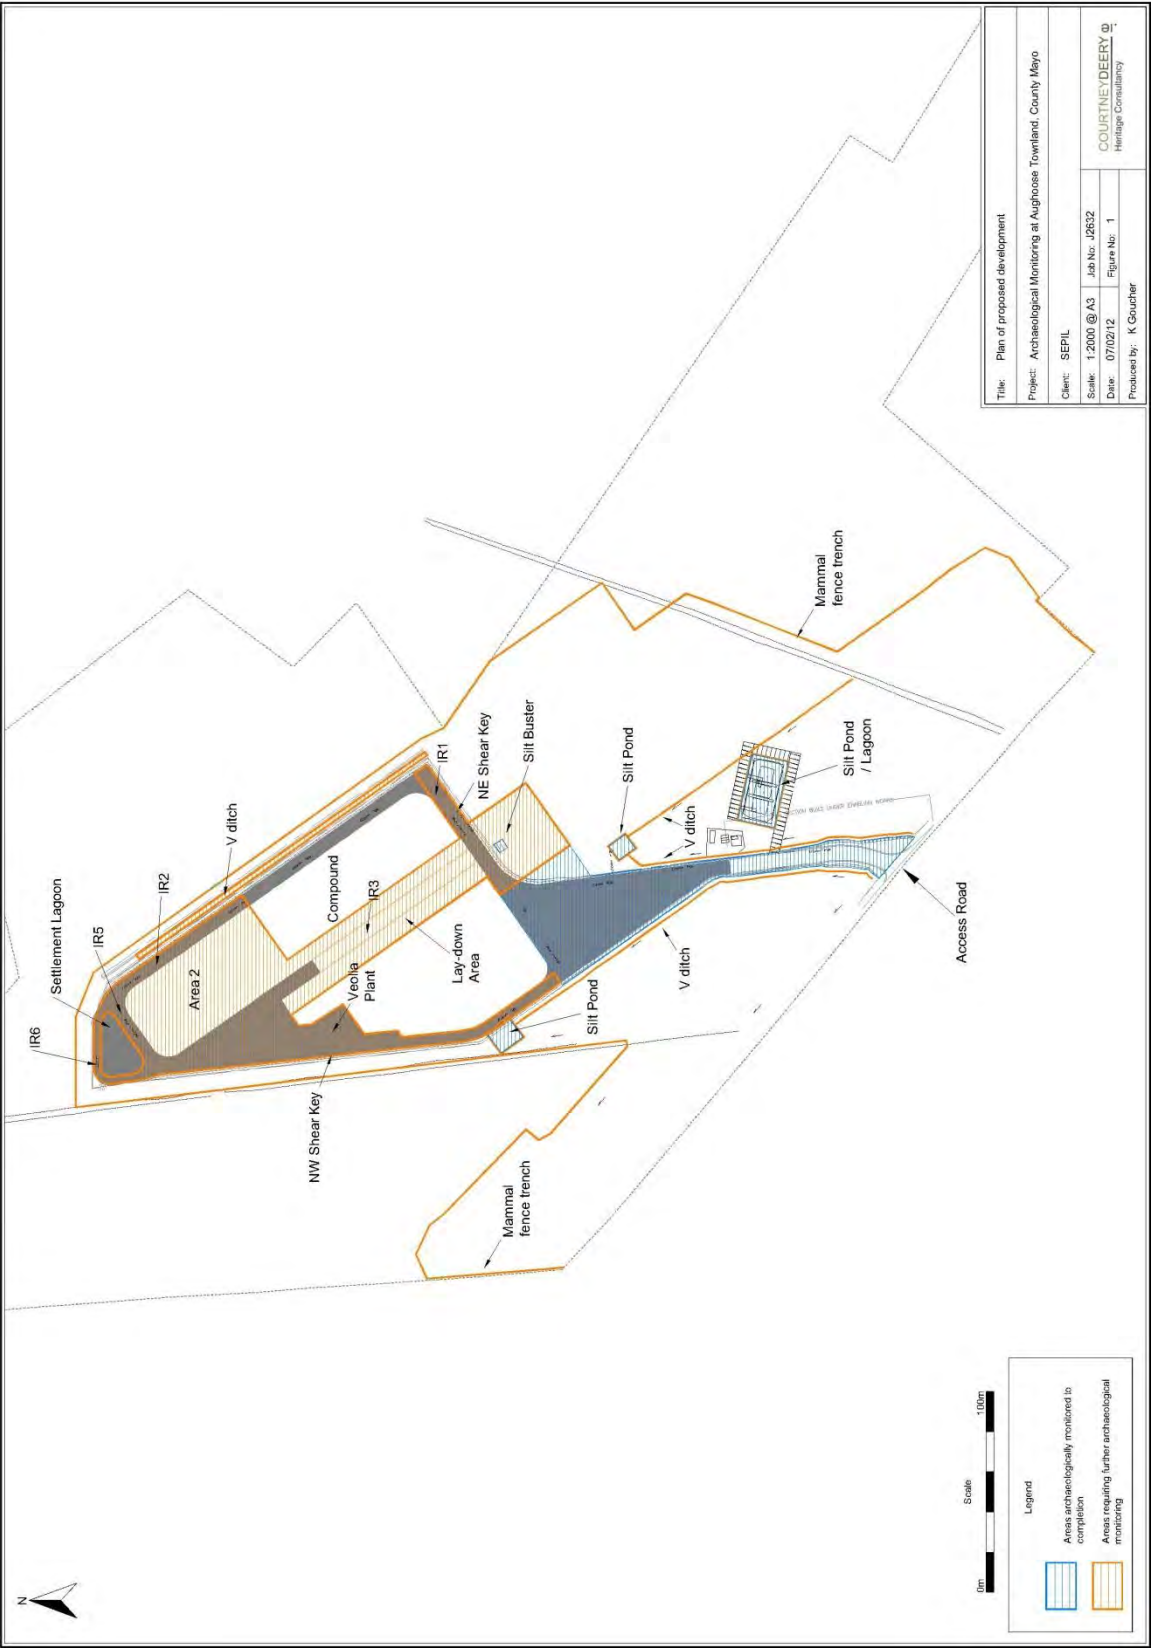 N
IR6
Settlement Lagoon
IR5
IR2
V ditch
Area 2
Compound
IR3
IR1
NE Shear Key
Silt Buster
Veolia
Plant
Lay-down
Area
NW Shear Key
Silt Pond
V ditch
Silt Pond
V ditch
Silt Pond
/ Lagoon
Mammal
fence trench
Mammal
fence trench
Access Road
Scale
0m
100m
Legend
Areas archaeologically monitored to
completion
Areas requiring further archaeological
monitoring
Title: Plan of proposed development
Project: Archaeological Monitoring at Aughoose Townland, County Mayo
Client: SEPIL
Scale: 1:2000 @ A3 Job No: J2632
Date: 07/02/12 Figure No: 1
Produced by: K Goucher
COURTNEYDEERY
Heritage Consultancy